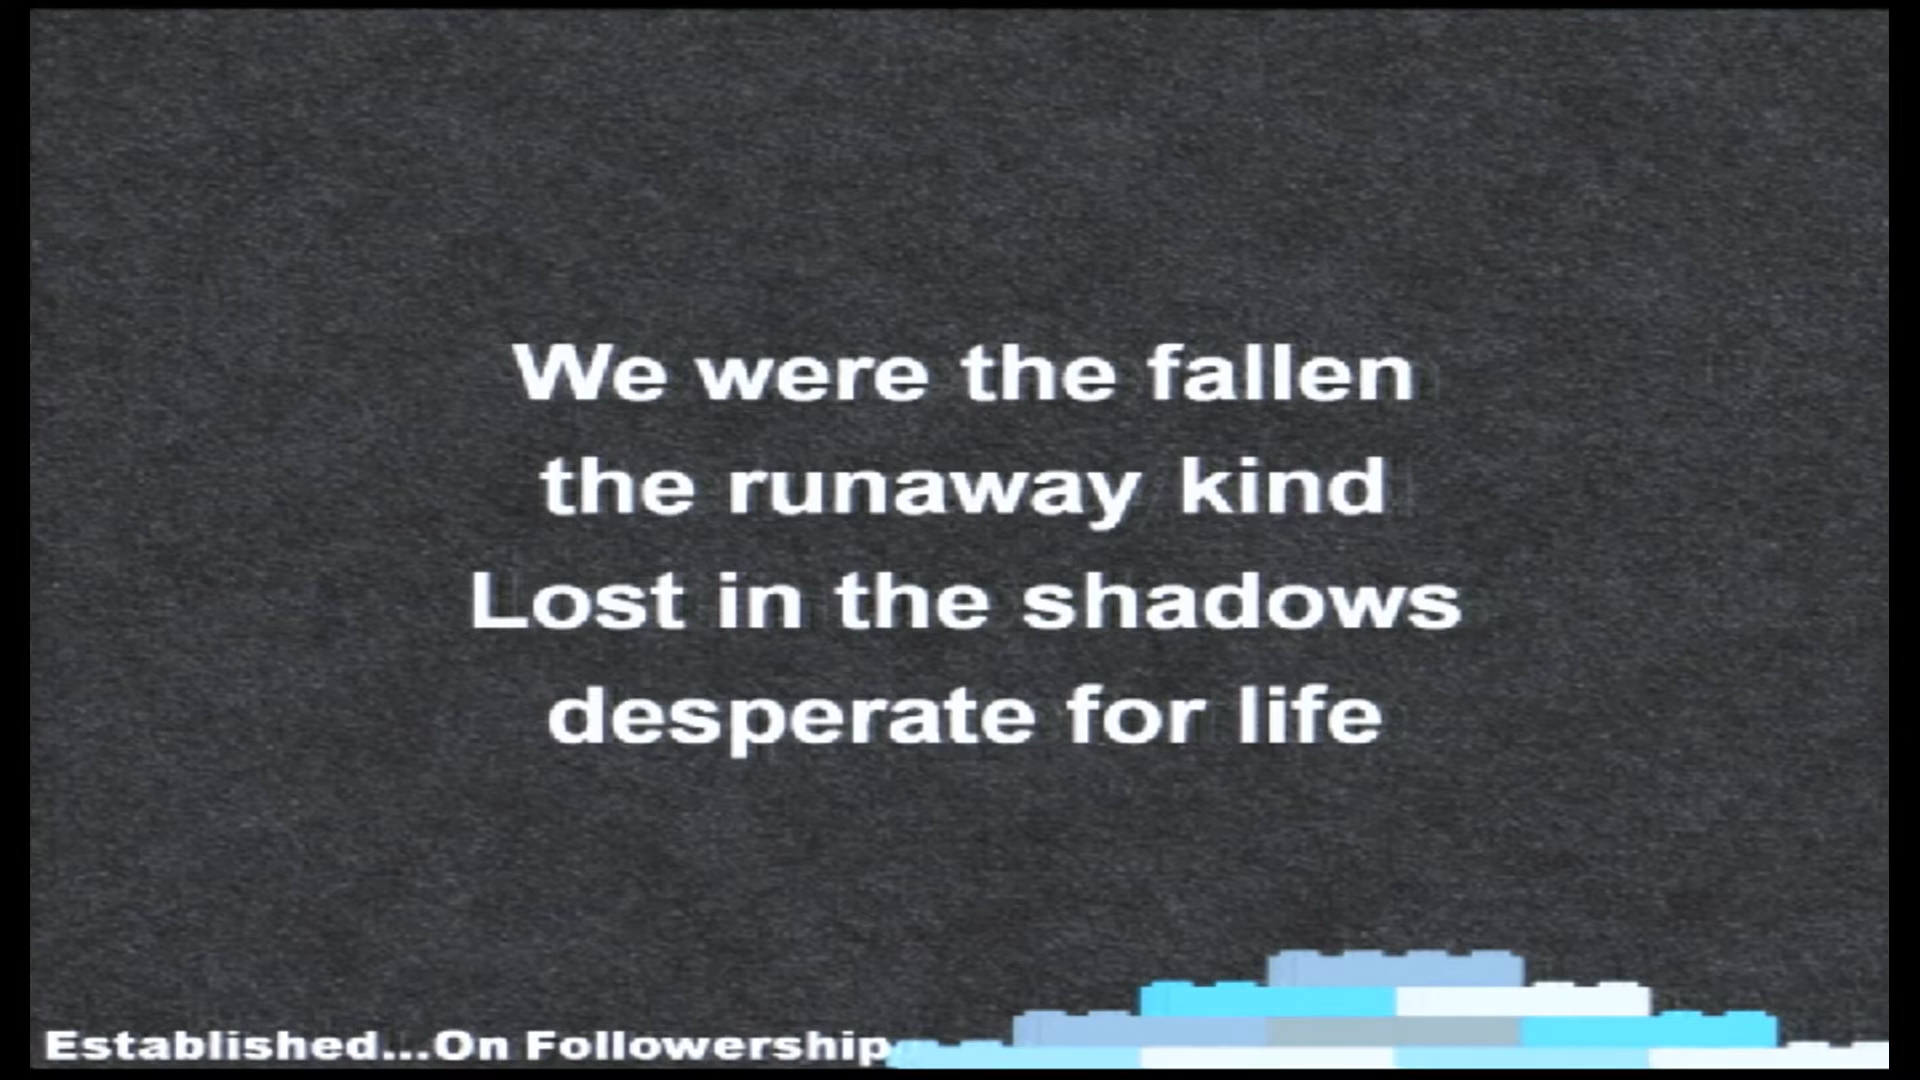 We were the fallen
the runaway kind
Lost in the shadows
desperate for life
Established...On Followership